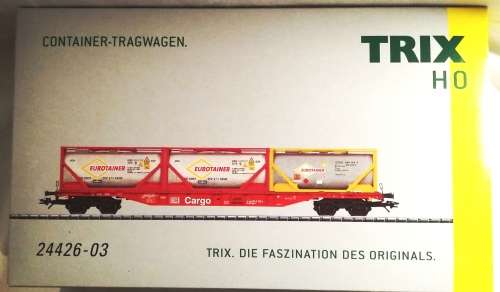 CONTAINER-TRAGWAGEN.
TRIX
H0
EUROTAINER
EUROTAINER
EUROTAINER
DB Cargo
24426-03
TRIX. DIE FASZINATION DES ORIGINALS.